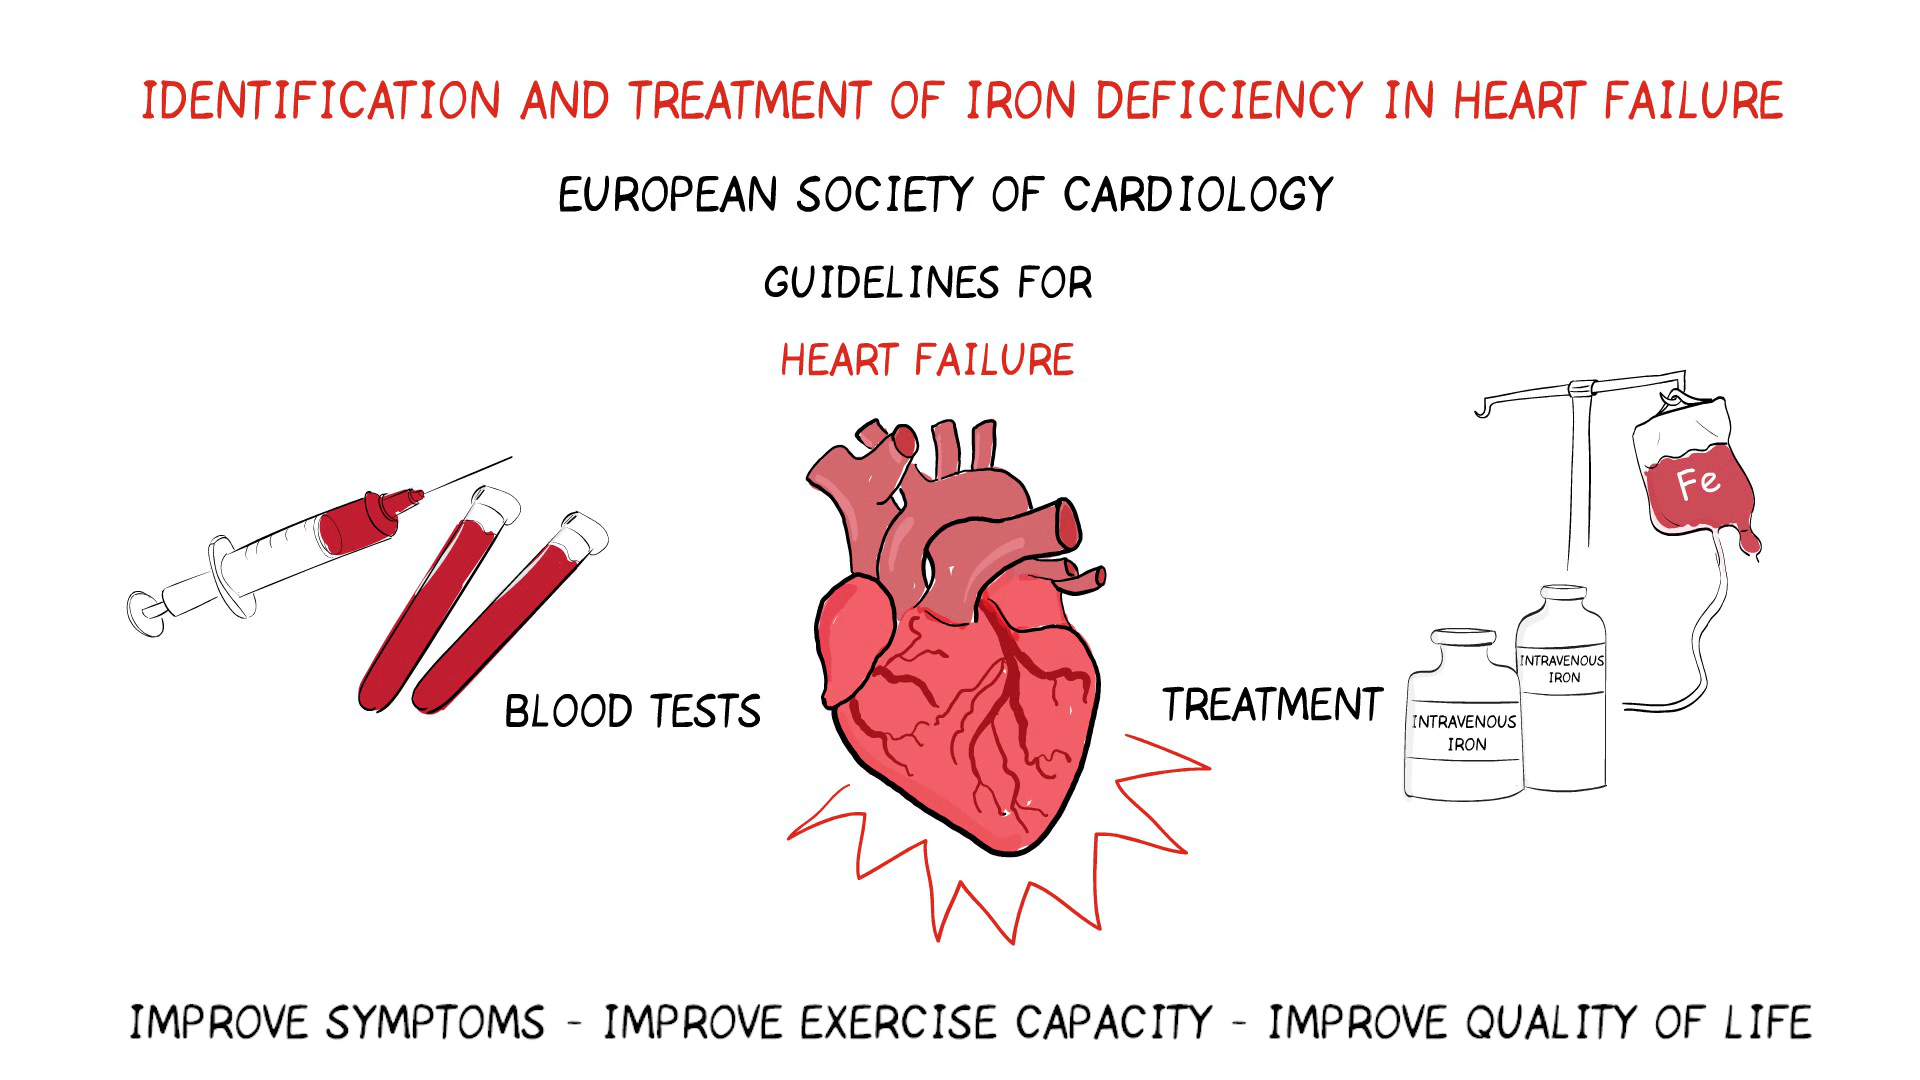 IDENTIFICATION AND TREATMENT OF IRON DEFICIENCY IN HEART FAILURE
EUROPEAN SOCIETY OF CARDIOLOGY
GUIDELINES FOR
HEART FAILURE
Fe
BLOOD TESTS
TREATMENT
INTRAVENOUS
IRON
INTRAVENOUS
IRON
IMPROVE SYMPTOMS - IMPROVE EXERCISE CAPACITY - IMPROVE QUALITY OF LIFE